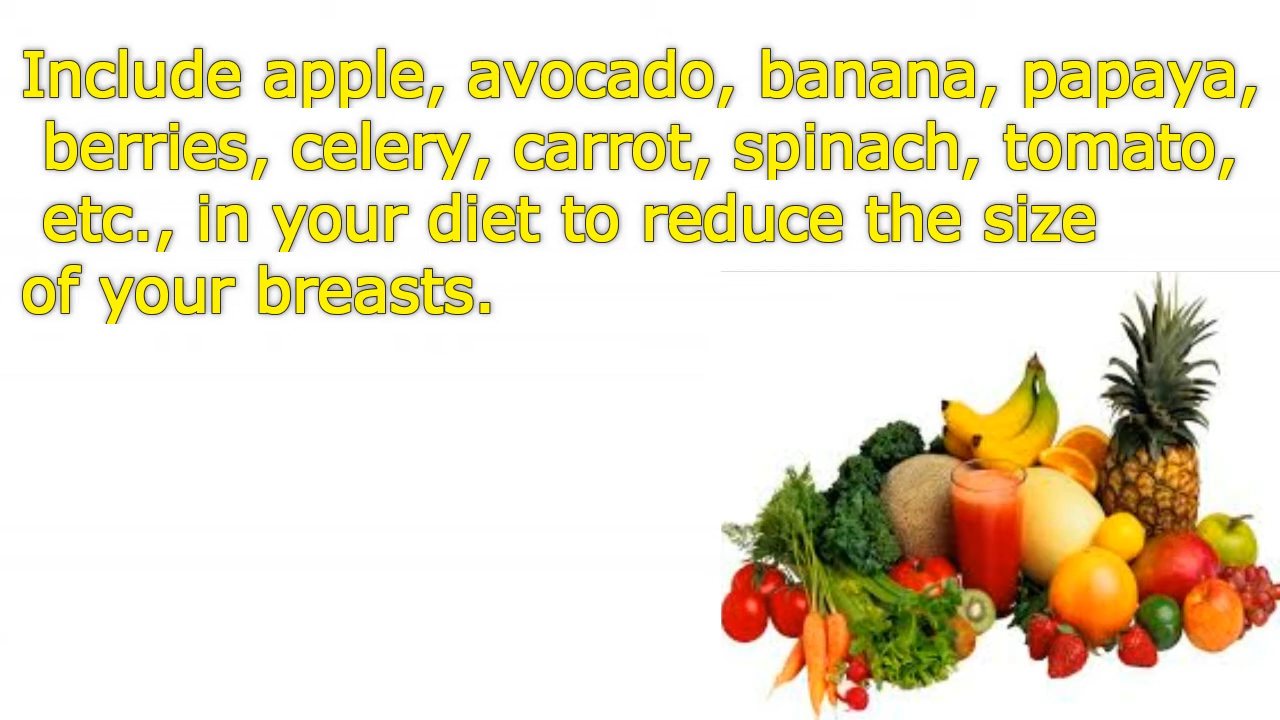 Include apple, avocado, banana, papaya,
berries, celery, carrot, spinach, tomato,
etc., in your diet to reduce the size
of your breasts.